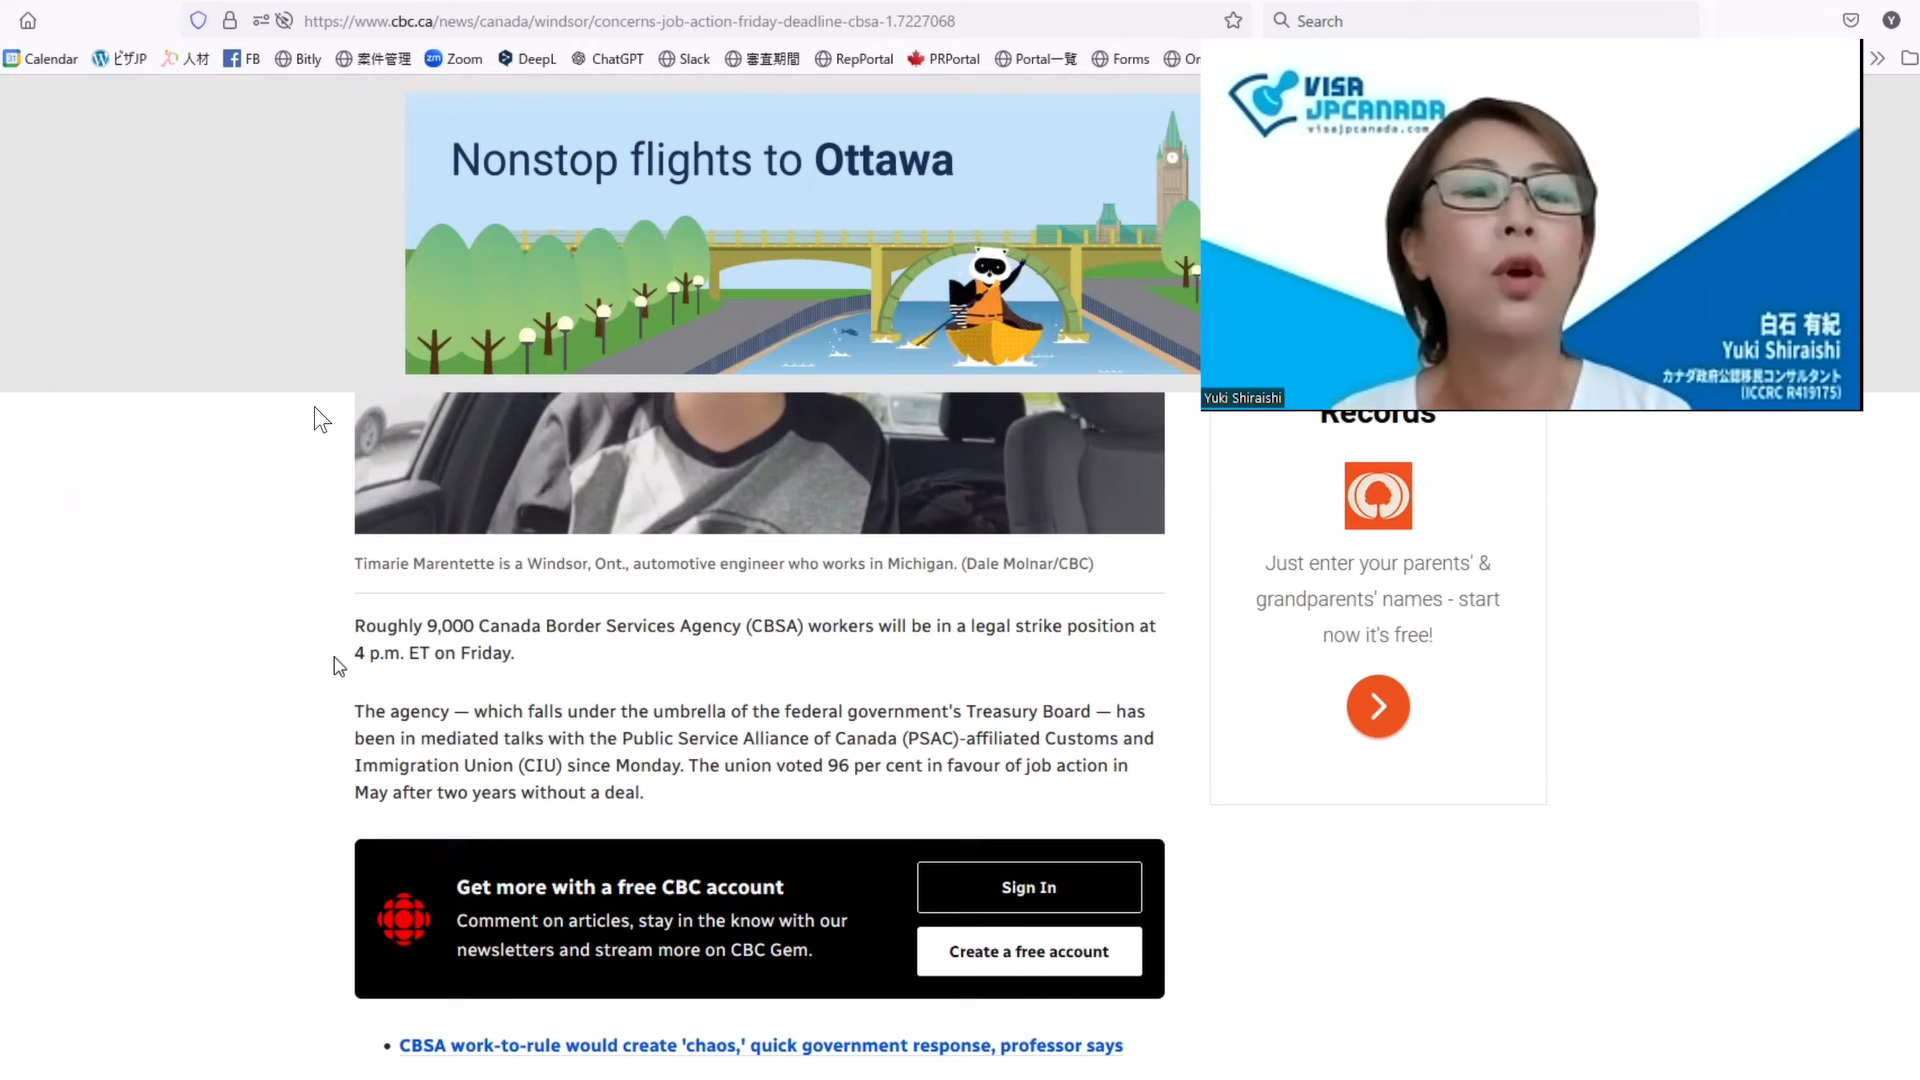 https://www.cbc.ca/news/canada/windsor/concerns-job-action-friday-deadline-cbsa-1.7227068
Search
Y
31 Calendar
ビザJP
人材
FB
Bitly
案件管理
zm Zoom
DeepL
ChatGPT
Slack
審査期間
RepPortal
PRPortal
Portal一覧
Forms
Or
Nonstop flights to Ottawa
VISA
JPCANADA
visajpcanada.com
白石 有紀
Yuki Shiraishi
カナダ政府公認移民コンサルタント
(ICCRC R419175)
Yuki Shiraishi
Records
Just enter your parents' &
grandparents' names - start
now it's free!
Timarie Marentette is a Windsor, Ont., automotive engineer who works in Michigan. (Dale Molnar/CBC)
Roughly 9,000 Canada Border Services Agency (CBSA) workers will be in a legal strike position at
4 p.m. ET on Friday.
The agency — which falls under the umbrella of the federal government's Treasury Board — has
been in mediated talks with the Public Service Alliance of Canada (PSAC)-affiliated Customs and
Immigration Union (CIU) since Monday. The union voted 96 per cent in favour of job action in
May after two years without a deal.
Get more with a free CBC account
Comment on articles, stay in the know with our
newsletters and stream more on CBC Gem.
Sign In
Create a free account
• CBSA work-to-rule would create 'chaos,' quick government response, professor says